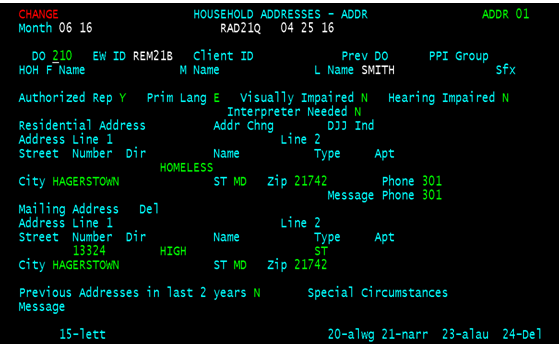 CHANGE HOUSEHOLD ADDRESSES - ADDR ADDR 01
Month 06 16 RAD21Q 04 25 16
DO 210 EW ID REM21B Client ID Prev DO PPI Group
HOH F Name M Name L Name SMITH Sfx
Authorized Rep Y Prim Lang E Visually Impaired N Hearing Impaired N
Interpreter Needed N
Residential Address Addr Chng DJJ Ind
Address Line 1 Line 2
Street Number Dir Name Type Apt
HOMELESS
City HAGERSTOWN ST MD Zip 21742 Phone 301
Message Phone 301
Mailing Address Del
Address Line 1 Line 2
Street Number Dir Name Type Apt
13324 HIGH ST
City HAGERSTOWN ST MD Zip 21742
Previous Addresses in last 2 years N Special Circumstances
Message
15-lett 20-alwg 21-narr 23-alau 24-Del